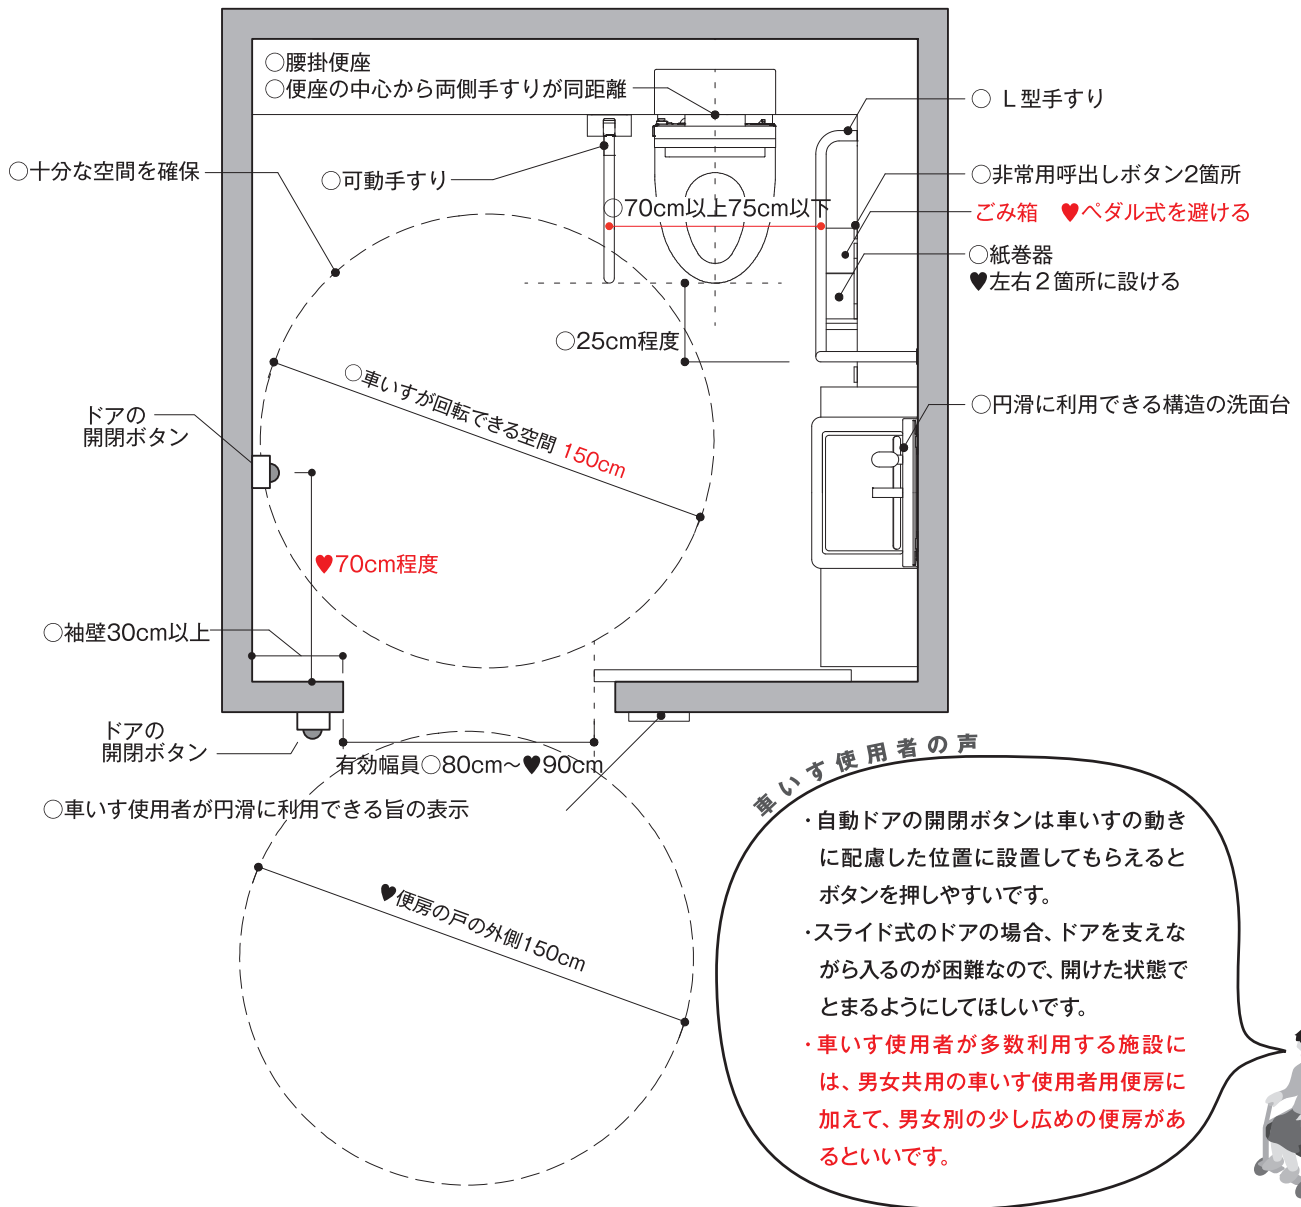 ○腰掛便座
○便座の中心から両側手すりが同距離
○ L型手すり
○十分な空間を確保
○可動手すり
○非常用呼出しボタン2箇所
○70cm以上75cm以下
ごみ箱 ♥ペダル式を避ける
○紙巻器
♥左右2箇所に設ける
○25cm程度
○車いすが回転できる空間 150cm
○円滑に利用できる構造の洗面台
ドアの
開閉ボタン
♥70cm程度
○袖壁30cm以上
ドアの
開閉ボタン
有効幅員○80cm〜♥90cm
○車いす使用者が円滑に利用できる旨の表示
♥便房の戸の外側150cm
車いす使用者の声
・自動ドアの開閉ボタンは車いすの動き
に配慮した位置に設置してもらえると
ボタンを押しやすいです。
・スライド式のドアの場合、ドアを支えな
がら入るのが困難なので、開けた状態で
とまるようにしてほしいです。
・車いす使用者が多数利用する施設に
は、男女共用の車いす使用者用便房に
加えて、男女別の少し広めの便房があ
るといいです。